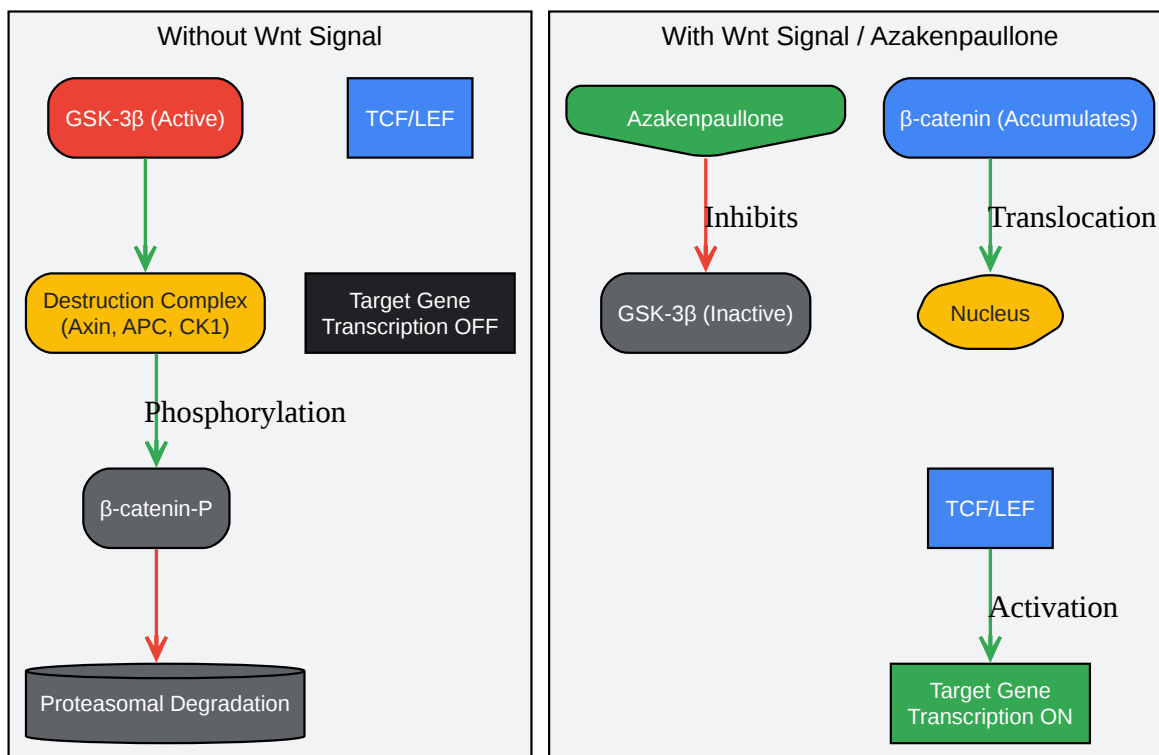 Without Wnt Signal
GSK-3β (Active)
TCF/LEF
Destruction Complex
(Axin, APC, CK1)
Target Gene
Transcription OFF
Phosphorylation
β-catenin-P
Proteasomal Degradation
With Wnt Signal / Azakenpaullone
Azakenpaullone
β-catenin (Accumulates)
Inhibits
Translocation
GSK-3β (Inactive)
Nucleus
TCF/LEF
Activation
Target Gene
Transcription ON